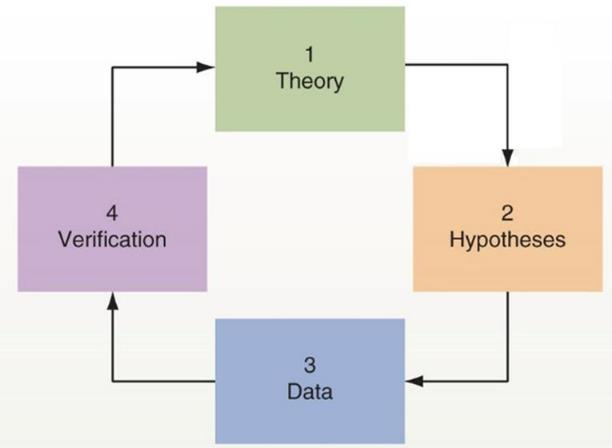 1
Theory
2
Hypotheses
3
Data
4
Verification